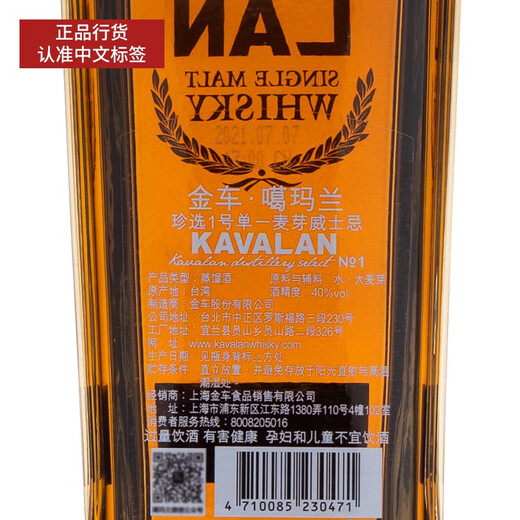 正品行货
认准中文标签
LAN
SINGLE MALT
WHISKY
2021.07.07
金车·噶玛兰
珍选1号单一麦芽威士忌
KAVALAN
Kavalan distillery select Nº1
产品类型：蒸馏酒 原料与辅料：水·大麦芽
原产地：台湾 酒精度：40%vol
制造商：金车股份有限公司
公司地址：台北市中正区罗斯福路三段230号
工厂地址：宜兰县员山乡员山路二段326号
网 址：www.kavalanwhisky.com
生产日期：见瓶身背标上方处
贮存条件：直立放置·并避免存放于阳光直射与高温
潮湿处。
经销商：上海金车食品销售有限公司
地 址：上海市浦东新区江东路1380弄110号4幢102室
消费者服务热线：8008205016
过量饮酒 有害健康 孕妇和儿童不宜饮酒
4 710085 230471